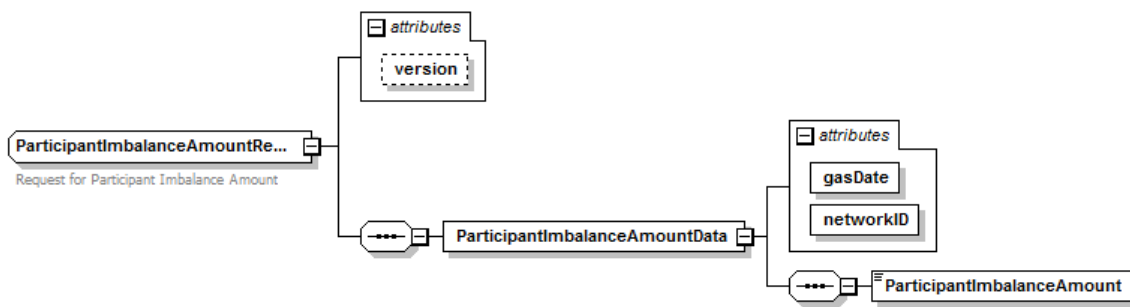 attributes
version
ParticipantImbalanceAmountRe...
Request for Participant Imbalance Amount
attributes
gasDate
networkID
ParticipantImbalanceAmountData
ParticipantImbalanceAmount